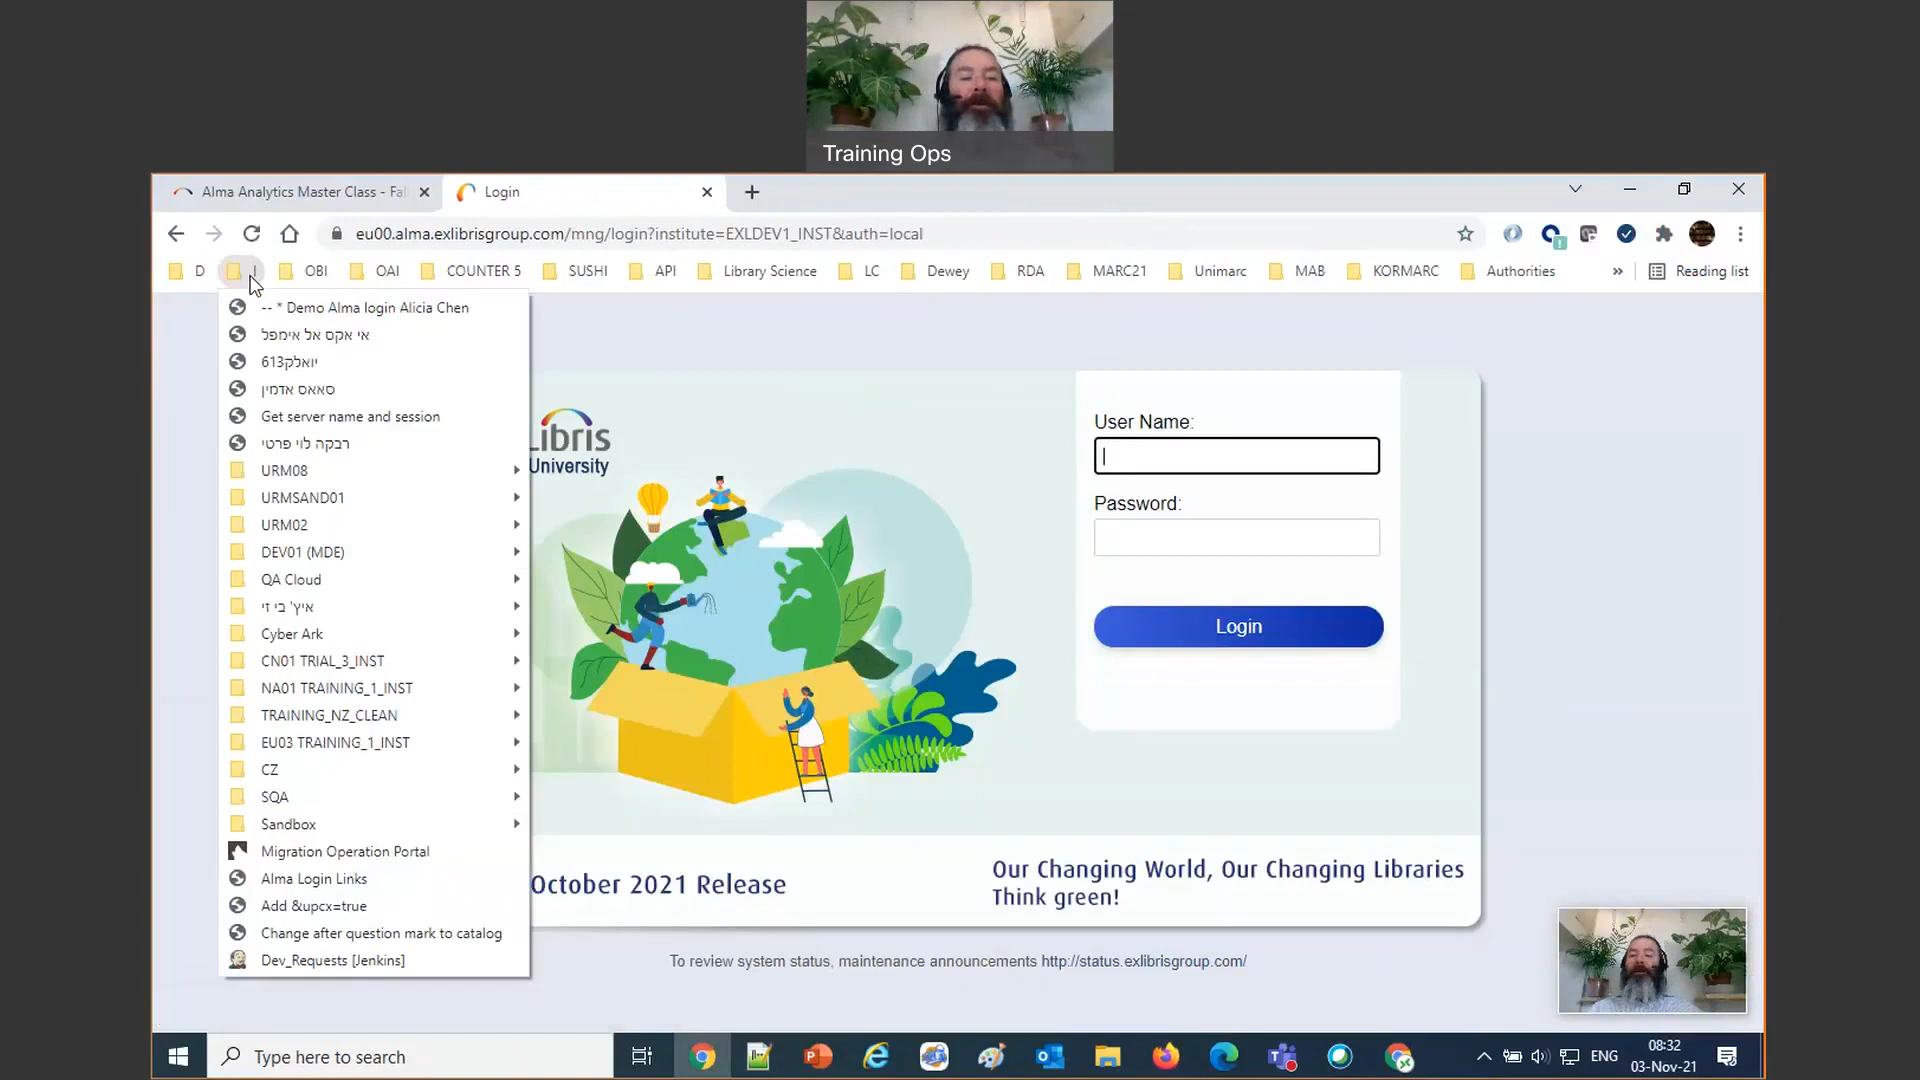 Training Ops
Alma Analytics Master Class - Fal
Login
eu00.alma.exlibrisgroup.com/mng/login?institute=EXLDEV1_INST&auth=local
D
I
OBI
OAI
COUNTER 5
SUSHI
API
Library Science
LC
Dewey
RDA
MARC21
Unimarc
MAB
KORMARC
Authorities
»
Reading list
-- * Demo Alma login Alicia Chen
אי אקס אל אימפל
יואלק613
סאאס אדמין
Get server name and session
רבקה לוי פרטי
URM08
URMSAND01
URM02
DEV01 (MDE)
QA Cloud
איץ' בי זי
Cyber Ark
CN01 TRIAL_3_INST
NA01 TRAINING_1_INST
TRAINING_NZ_CLEAN
EU03 TRAINING_1_INST
CZ
SQA
Sandbox
Migration Operation Portal
Alma Login Links
Add &upcx=true
Change after question mark to catalog
Dev_Requests [Jenkins]
Libris
University
User Name:
Password:
Login
October 2021 Release
Our Changing World, Our Changing Libraries
Think green!
To review system status, maintenance announcements http://status.exlibrisgroup.com/
Type here to search
ENG
08:32
03-Nov-21